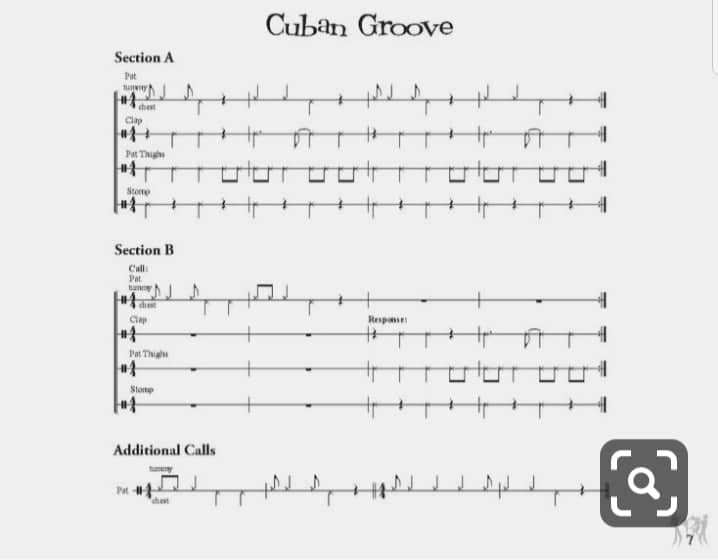 Cuban Groove
Section A
Pat
tummy
chest
Clap
Pat Thighs
Stomp
Section B
Call:
Pat
tummy
chest
Clap
Response:
Pat Thighs
Stomp
Additional Calls
tummy
Pat
chest
7